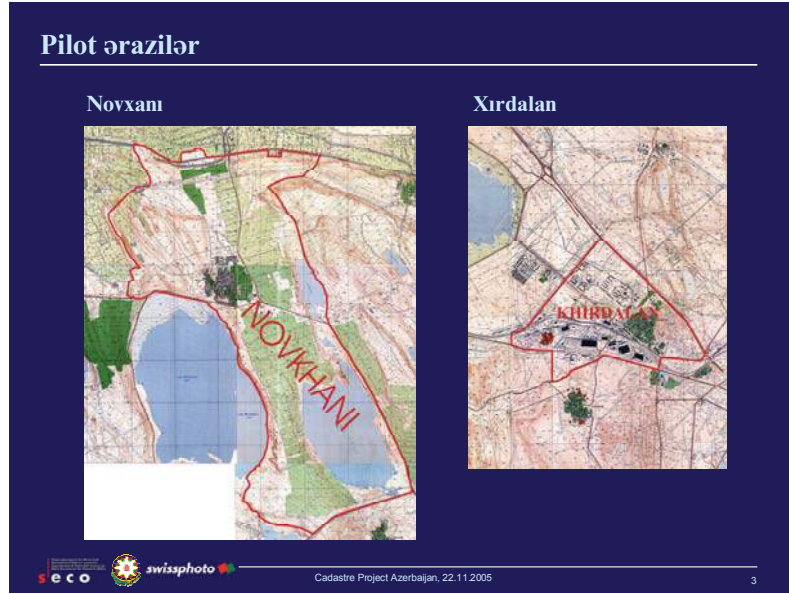 Pilot ərazilər
Novxanı
Xırdalan
NOVKHANI
KHIRDALAN
seco
swissphoto
Cadastre Project Azerbaijan, 22.11.2005
3